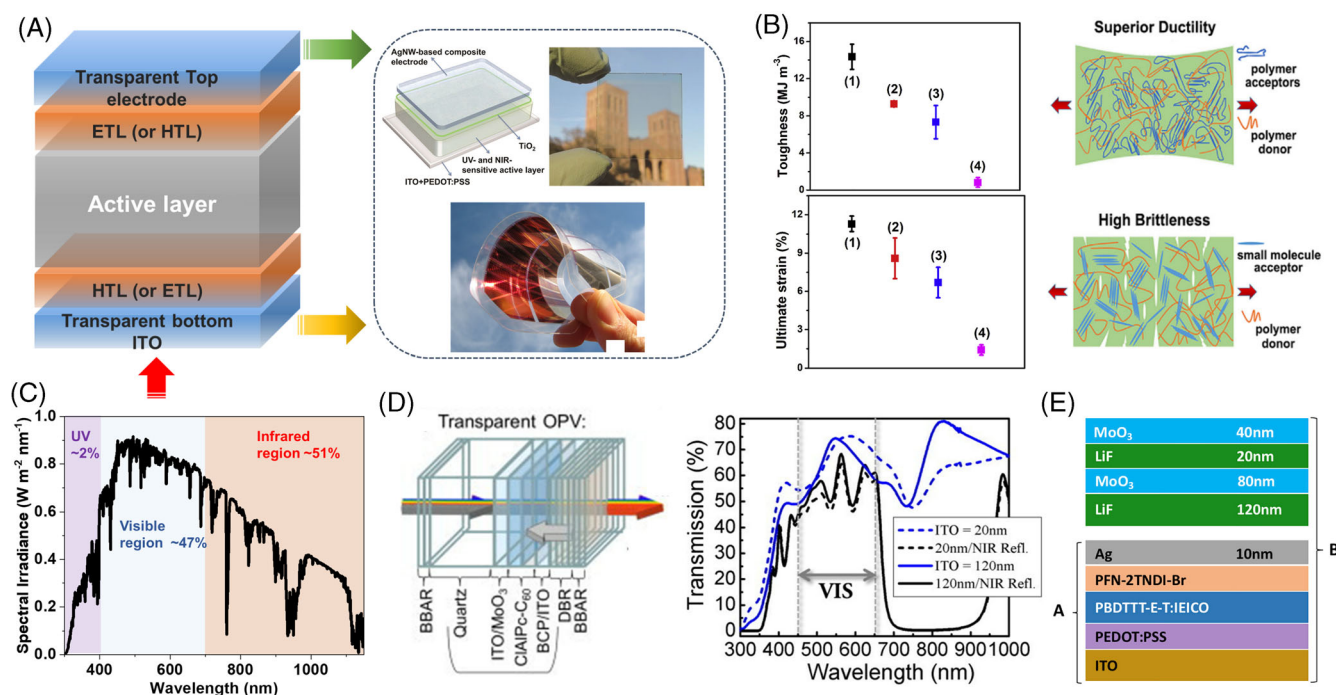 (A)
Transparent Top
electrode
ETL (or HTL)
Active layer
HTL (or ETL)
Transparent bottom
ITO
AgNW-based composite
electrode
TiO2
UV- and NIR-
sensitive active layer
ITO+PEDOT:PSS
(B)
Toughness (MJ m-3)
16
12
8
4
0
(1)
(2)
(3)
(4)
Ultimate strain (%)
12
9
6
3
0
(1)
(2)
(3)
(4)
Superior Ductility
polymer
acceptors
polymer
donor
High Brittleness
small molecule
acceptor
polymer
donor
(C)
Spectral Irradiance (W m-2 nm-1)
1.0
0.8
0.6
0.4
0.2
0.0
UV
~2%
Visible
region ~47%
Infrared
region ~51%
400
600
800
1000
Wavelength (nm)
(D)
Transparent OPV:
BBAR
Quartz
ITO/MoO3
ClAlPc-C60
BCP/ITO
DBR
BBAR
Transmission (%)
80
70
60
50
40
30
20
10
0
ITO = 20nm
20nm/NIR Refl.
ITO = 120nm
120nm/NIR Refl.
VIS
300 400 500 600 700 800 900 1000
Wavelength (nm)
(E)
MoO3 40nm
LiF 20nm
MoO3 80nm
LiF 120nm
B
Ag 10nm
PFN-2TNDI-Br
PBDTTT-E-T:IEICO
A
PEDOT:PSS
ITO